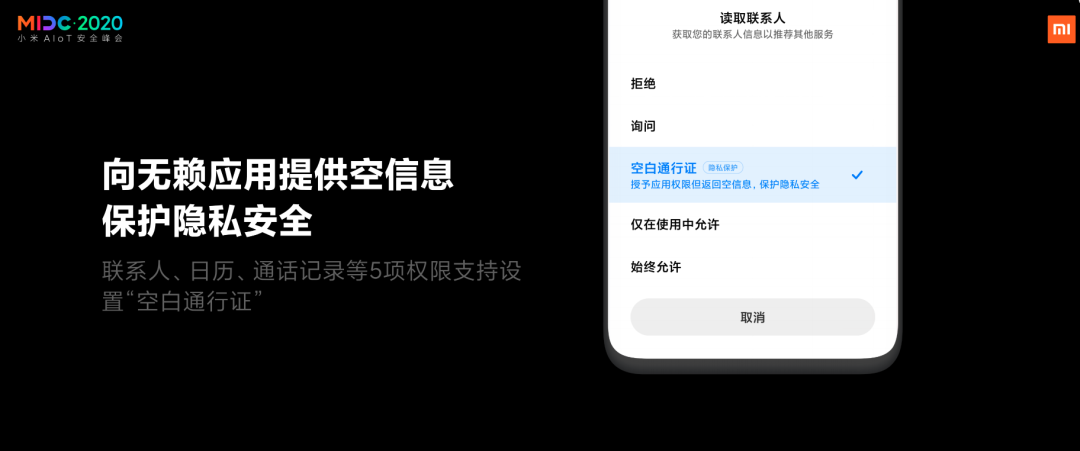 MIDC·2020
小米 AIoT 安全峰会
mi
向无赖应用提供空信息
保护隐私安全
联系人、日历、通话记录等5项权限支持设
置“空白通行证”
读取联系人
获取您的联系人信息以推荐其他服务
拒绝
询问
空白通行证 隐私保护
授予应用权限但返回空信息，保护隐私安全
仅在使用中允许
始终允许
取消